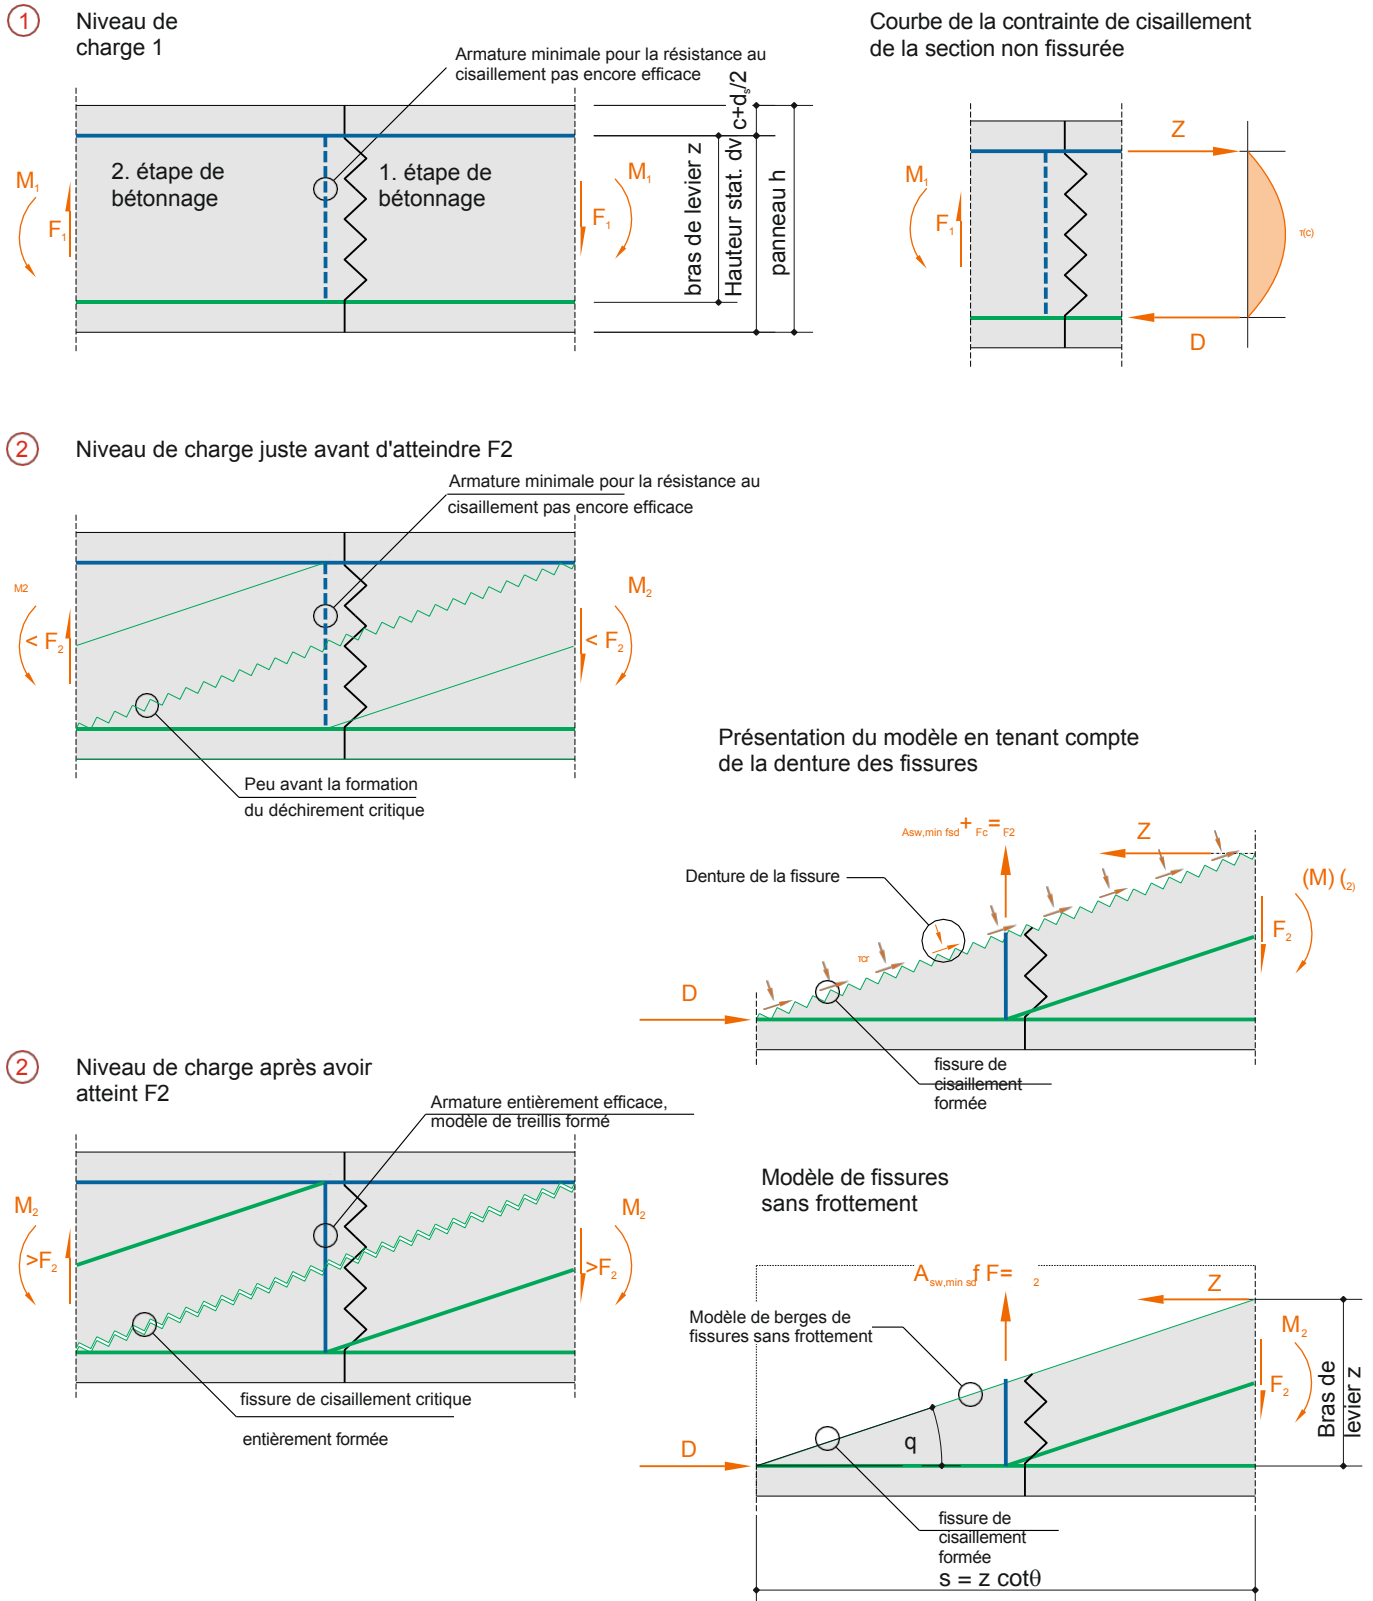 1
Niveau de
charge 1
Armature minimale pour la résistance au
cisaillement pas encore efficace
2. étape de
bétonnage
1. étape de
bétonnage
M1
F1
M1
F1
bras de levier z
Hauteur stat. dv
c+ds/2
panneau h
Courbe de la contrainte de cisaillement
de la section non fissurée
M1
F1
Z
τ(c)
D
2
Niveau de charge juste avant d'atteindre F2
Armature minimale pour la résistance au
cisaillement pas encore efficace
M2
< F2
M2
< F2
Peu avant la formation
du déchirement critique
Présentation du modèle en tenant compte
de la denture des fissures
Asw,min fsd + Fc = F2
Z
Denture de la fissure
(M) (2)
F2
τcr
D
fissure de
cisaillement
formée
2
Niveau de charge après avoir
atteint F2
Armature entièrement efficace,
modèle de treillis formé
M2
>F2
M2
>F2
fissure de cisaillement critique
entièrement formée
Modèle de fissures
sans frottement
Asw,min sd f F= 2
Z
Modèle de berges de
fissures sans frottement
M2
F2
Bras de
levier z
q
D
fissure de
cisaillement
formée
s = z cotθ